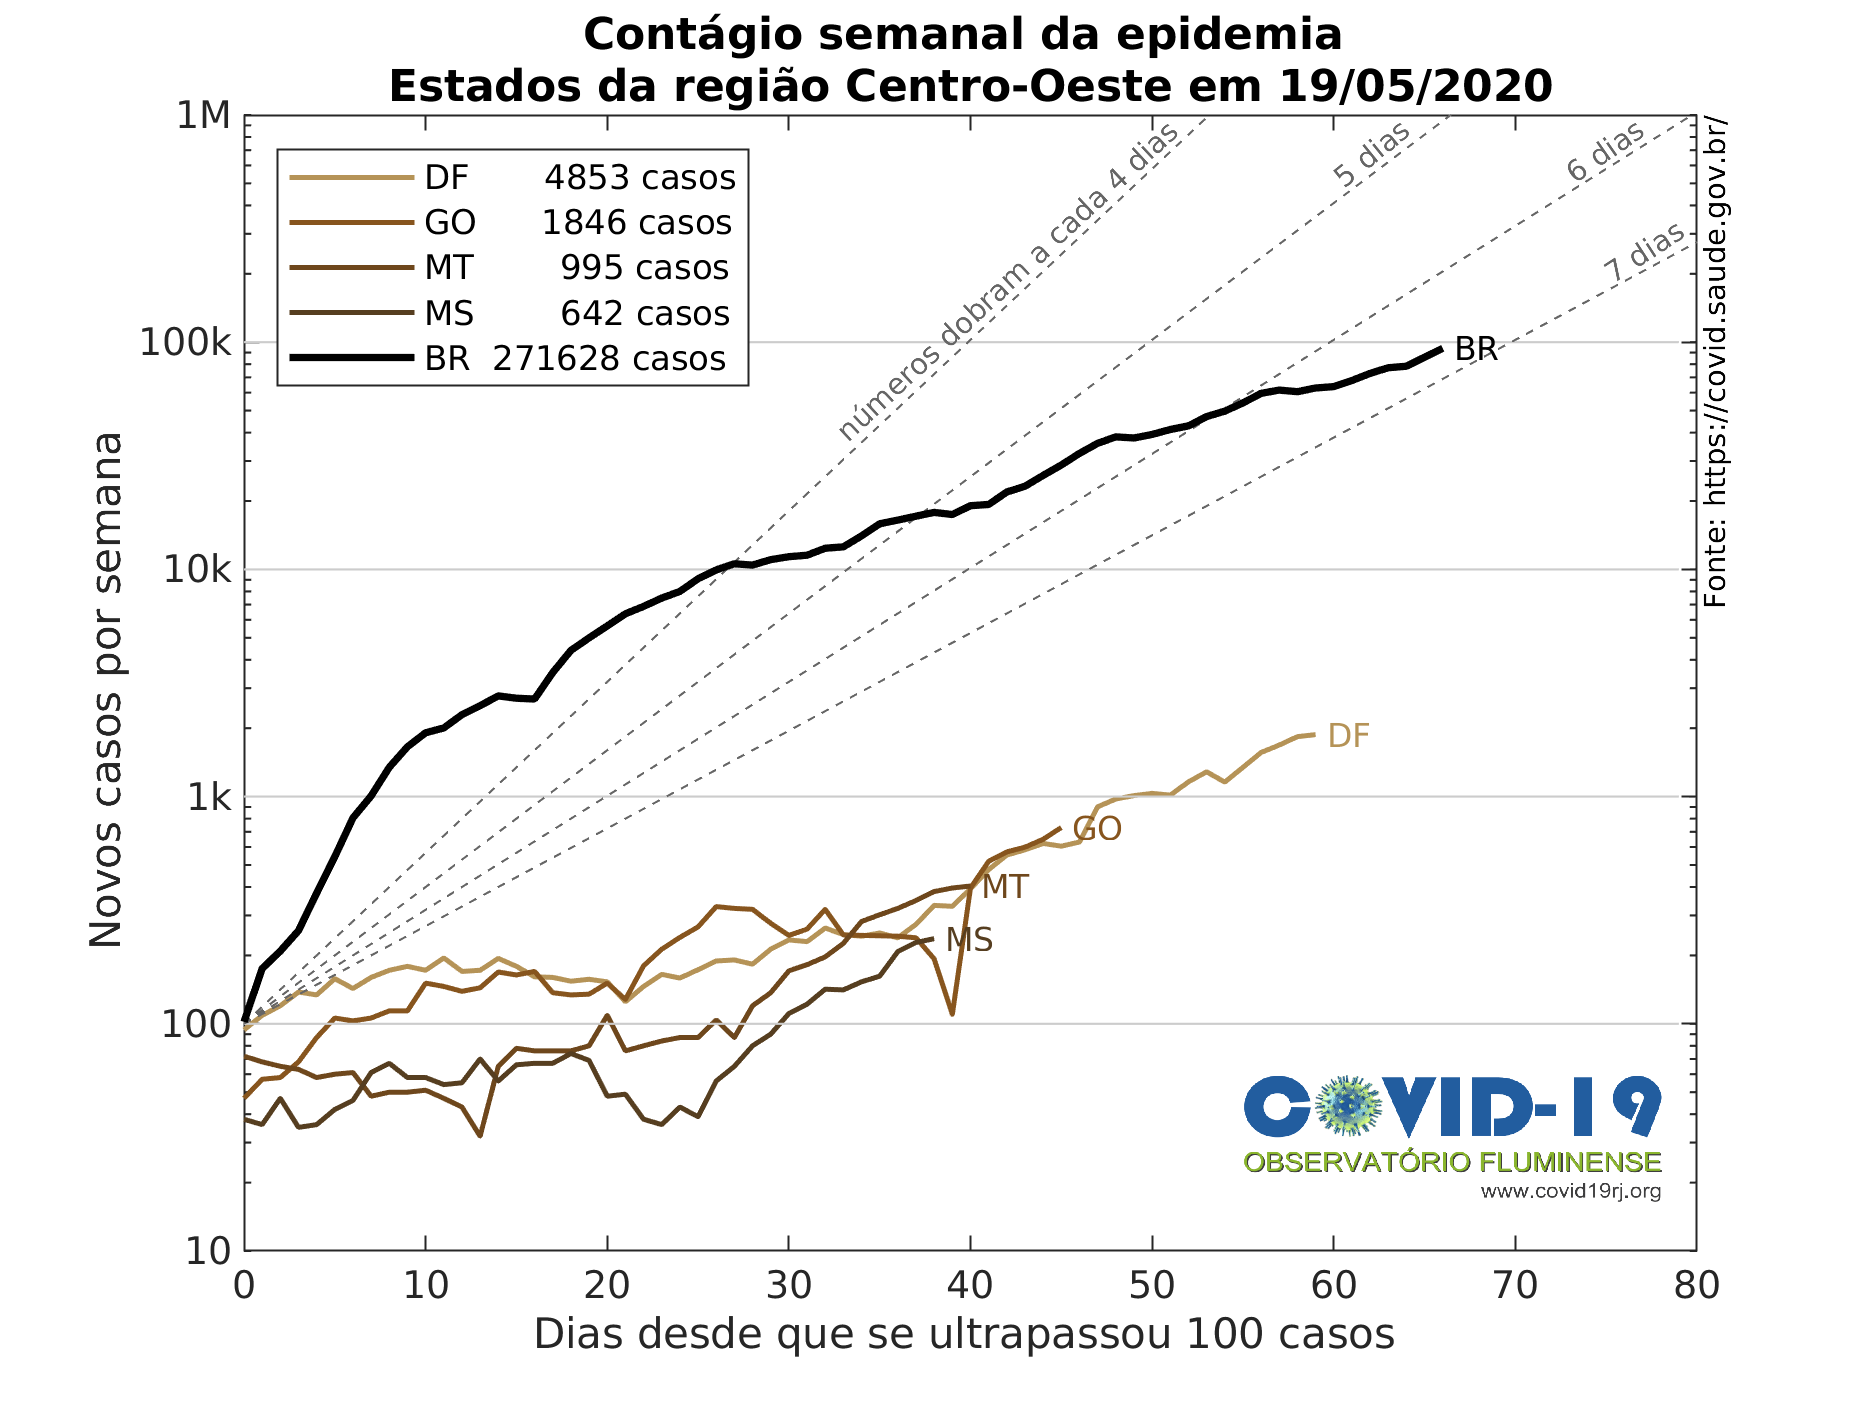 Contágio semanal da epidemia
Estados da região Centro-Oeste em 19/05/2020
1M
100k
10k
1k
100
10
Novos casos por semana
DF 4853 casos
GO 1846 casos
MT 995 casos
MS 642 casos
BR 271628 casos
números dobram a cada 4 dias
5 dias
6 dias
7 dias
BR
DF
GO
MT
MS
Fonte: https://covid.saude.gov.br/
COVID-19
OBSERVATÓRIO FLUMINENSE
www.covid19rj.org
0 10 20 30 40 50 60 70 80
Dias desde que se ultrapassou 100 casos